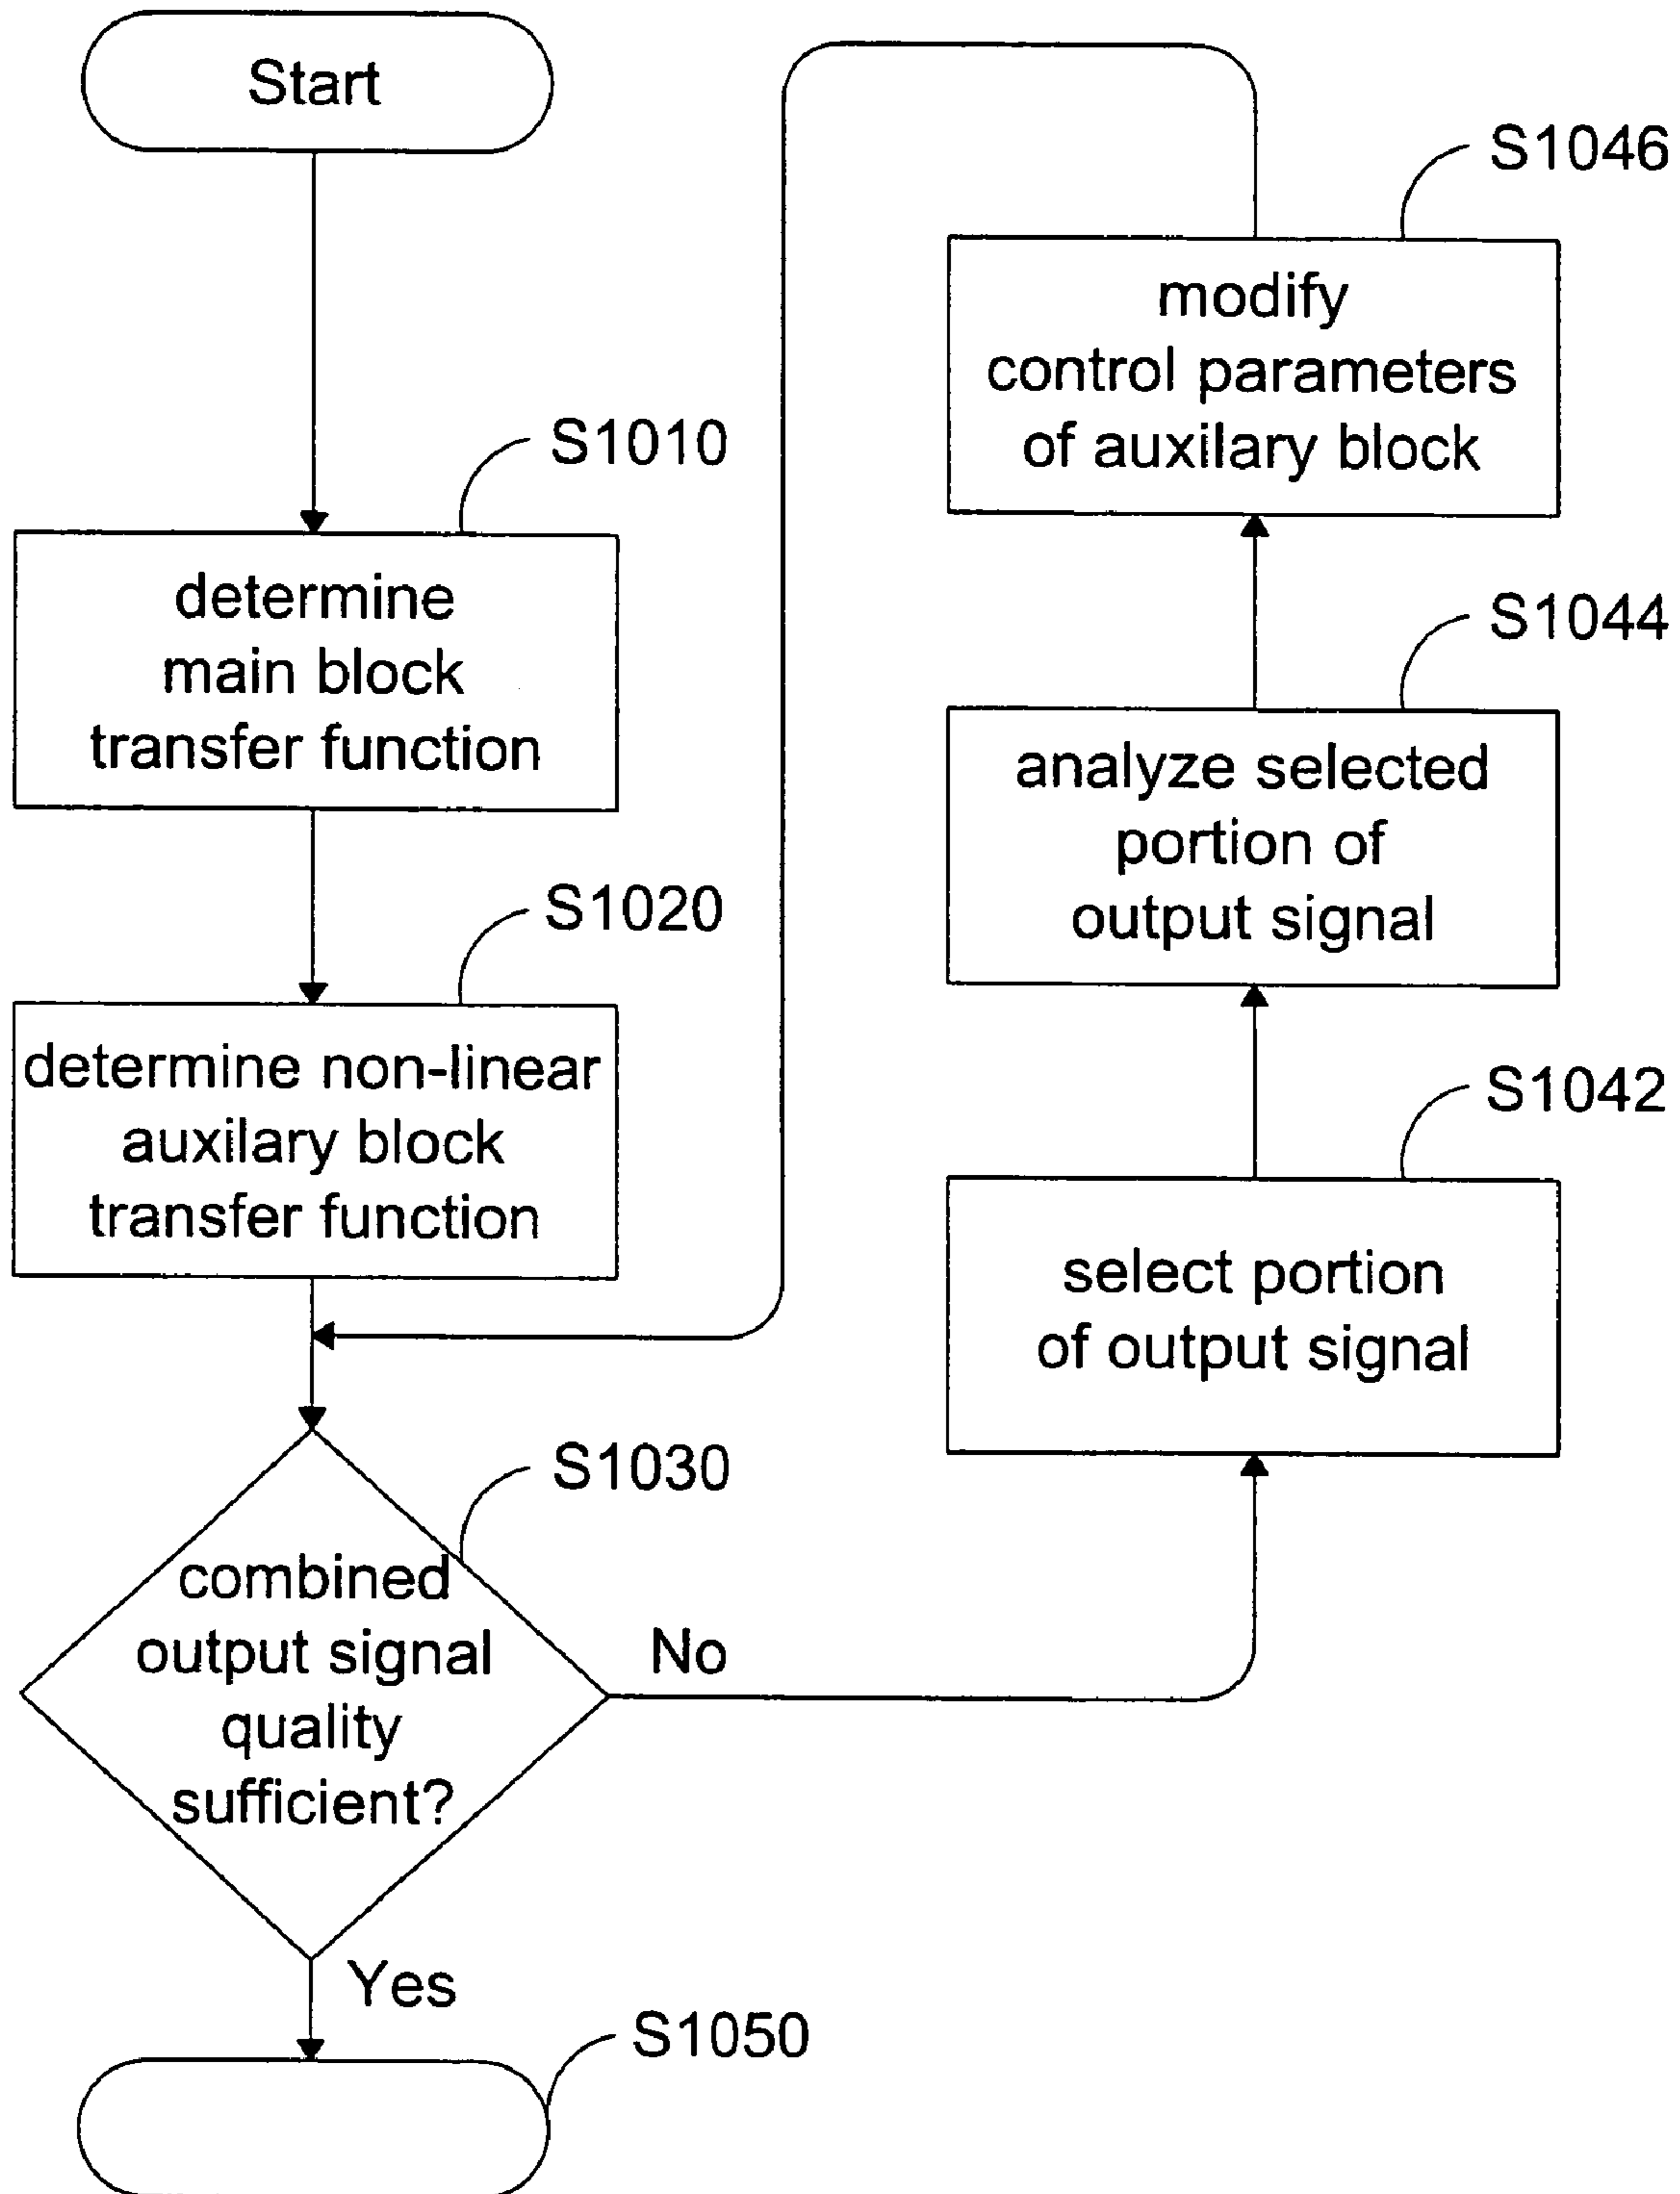 Start
S1010
determine
main block
transfer function
S1020
determine non-linear
auxilary block
transfer function
S1030
combined
output signal
quality
sufficient?
No
Yes
S1050
S1042
select portion
of output signal
S1044
analyze selected
portion of
output signal
S1046
modify
control parameters
of auxilary block